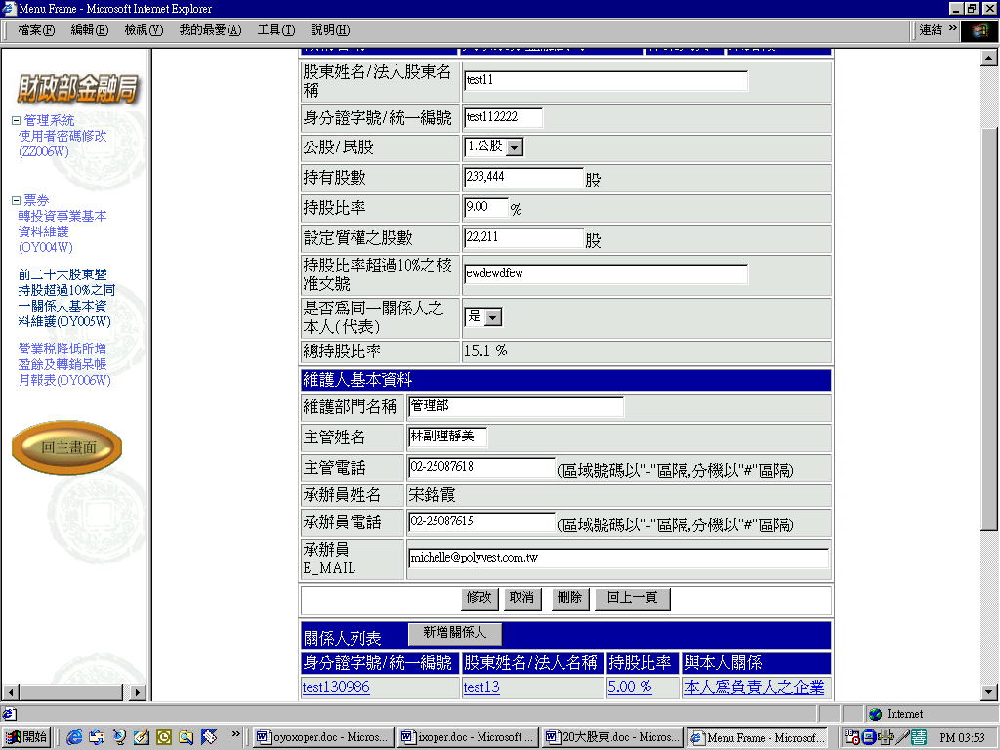 Menu Frame - Microsoft Internet Explorer
檔案(F) 編輯(E) 檢視(V) 我的最愛(A) 工具(T) 說明(H) 連結 »
財政部金融局
管理系統
使用者密碼修改
(ZZ006W)
票券
轉投資事業基本
資料維護
(OY004W)
前二十大股東暨
持股超過10%之同
一關係人基本資
料維護(OY005W)
營業稅降低所增
盈餘及轉銷呆帳
月報表(OY006W)
回主畫面
股東姓名/法人股東名
稱
test11
身分證字號/統一編號 test112222
公股/民股 1.公股
持有股數 233,444 股
持股比率 9.00 %
設定質權之股數 22,211 股
持股比率超過10%之核
准文號
ewdewdfew
是否為同一關係人之
本人(代表)
是
總持股比率 15.1 %
維護人基本資料
維護部門名稱 管理部
主管姓名 林副理靜美
主管電話 02-25087618 (區域號碼以"-"區隔,分機以"#"區隔)
承辦員姓名 宋銘霞
承辦員電話 02-25087615 (區域號碼以"-"區隔,分機以"#"區隔)
承辦員
E_MAIL
michelle@polyvest.com.tw
修改 取消 刪除 回上一頁
關係人列表 新增關係人
身分證字號/統一編號 股東姓名/法人名稱 持股比率 與本人關係
test130986 test13 5.00 % 本人為負責人之企業
Internet
開始 » oyoxoper.doc - Micros... ixoper.doc - Microsoft ... 20大股東.doc - Micros... Menu Frame - Microsof... PM 03:53